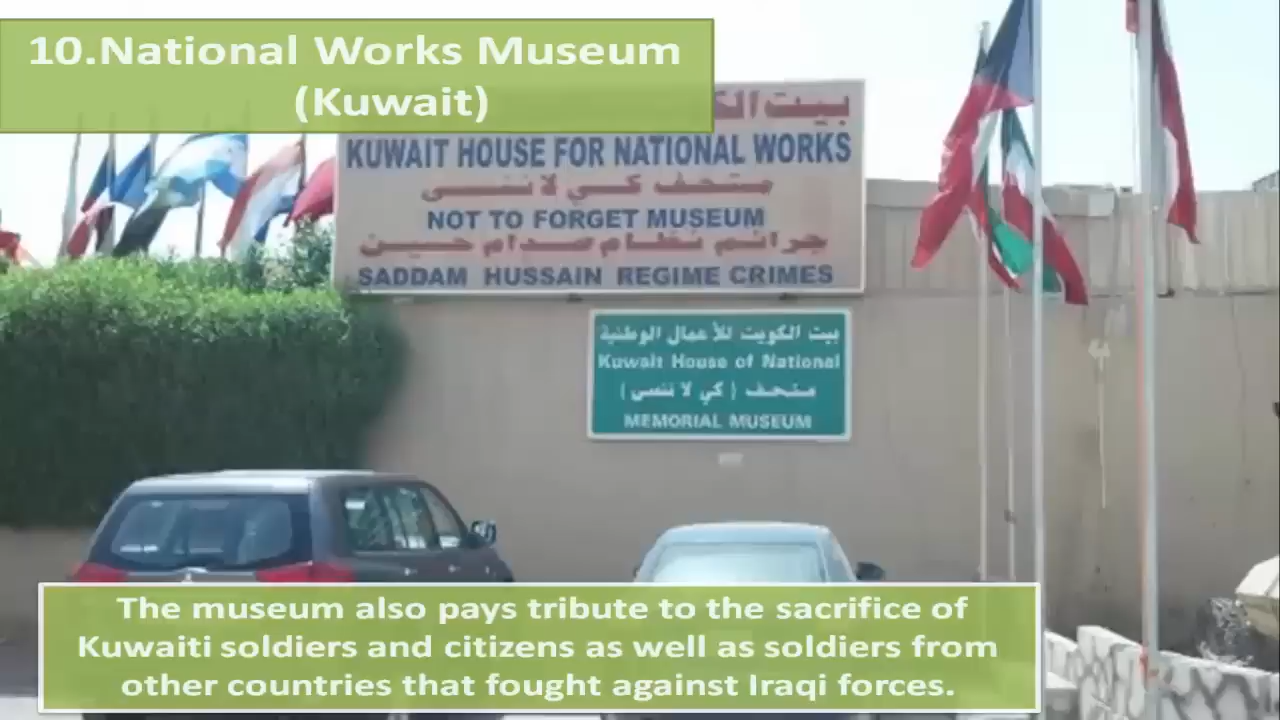 10.National Works Museum
(Kuwait)
بيت الك
KUWAIT HOUSE FOR NATIONAL WORKS
متحف كي لا ننسى
NOT TO FORGET MUSEUM
جرائم نظام صدام حسين
SADDAM HUSSAIN REGIME CRIMES
بيت الكويت للأعمال الوطنية
Kuwait House of National
متحف ( كي لا ننسى )
MEMORIAL MUSEUM
The museum also pays tribute to the sacrifice of
Kuwaiti soldiers and citizens as well as soldiers from
other countries that fought against Iraqi forces.